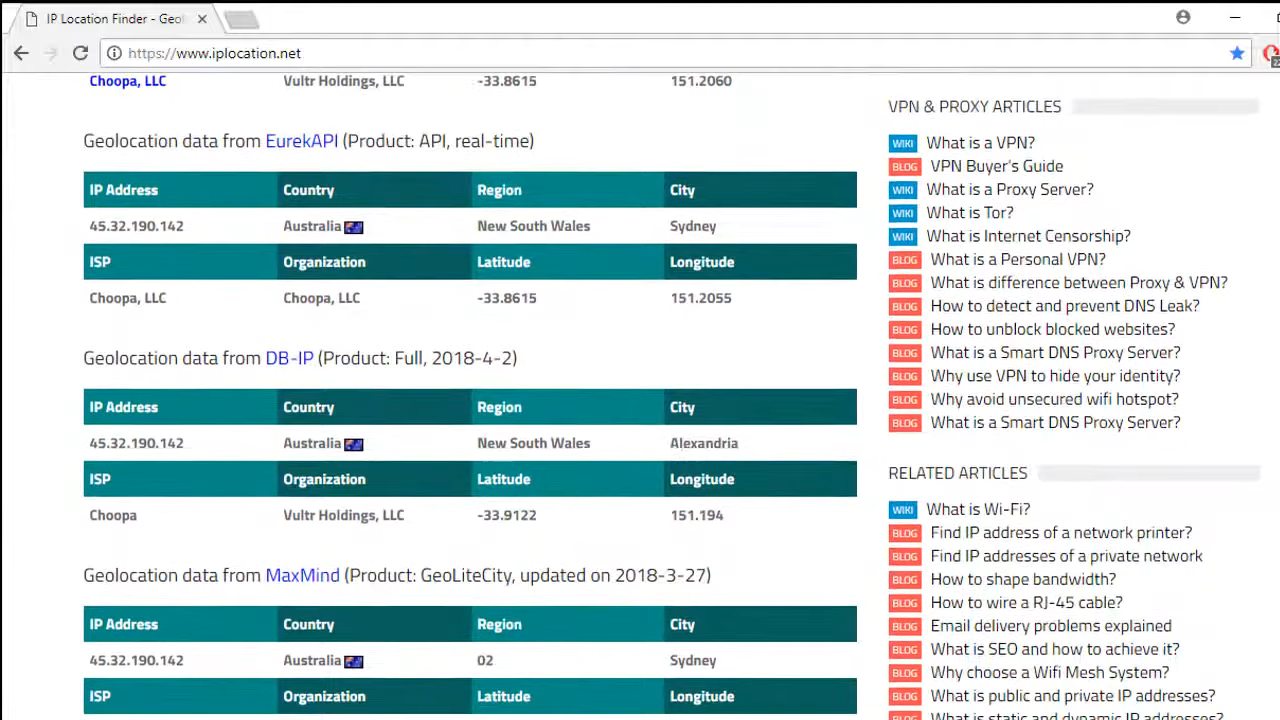 IP Location Finder - Geol
https://www.iplocation.net
Choopa, LLC Vultr Holdings, LLC -33.8615 151.2060
Geolocation data from EurekAPI (Product: API, real-time)
IP Address Country Region City
45.32.190.142 Australia New South Wales Sydney
ISP Organization Latitude Longitude
Choopa, LLC Choopa, LLC -33.8615 151.2055
Geolocation data from DB-IP (Product: Full, 2018-4-2)
IP Address Country Region City
45.32.190.142 Australia New South Wales Alexandria
ISP Organization Latitude Longitude
Choopa Vultr Holdings, LLC -33.9122 151.194
Geolocation data from MaxMind (Product: GeoLiteCity, updated on 2018-3-27)
IP Address Country Region City
45.32.190.142 Australia 02 Sydney
ISP Organization Latitude Longitude
VPN & PROXY ARTICLES
WIKI What is a VPN?
BLOG VPN Buyer's Guide
WIKI What is a Proxy Server?
WIKI What is Tor?
WIKI What is Internet Censorship?
BLOG What is a Personal VPN?
BLOG What is difference between Proxy & VPN?
BLOG How to detect and prevent DNS Leak?
BLOG How to unblock blocked websites?
BLOG What is a Smart DNS Proxy Server?
BLOG Why use VPN to hide your identity?
BLOG Why avoid unsecured wifi hotspot?
BLOG What is a Smart DNS Proxy Server?
RELATED ARTICLES
WIKI What is Wi-Fi?
BLOG Find IP address of a network printer?
BLOG Find IP addresses of a private network
BLOG How to shape bandwidth?
BLOG How to wire a RJ-45 cable?
BLOG Email delivery problems explained
BLOG What is SEO and how to achieve it?
BLOG Why choose a Wifi Mesh System?
BLOG What is public and private IP addresses?
BLOG What is static and dynamic IP addresses?